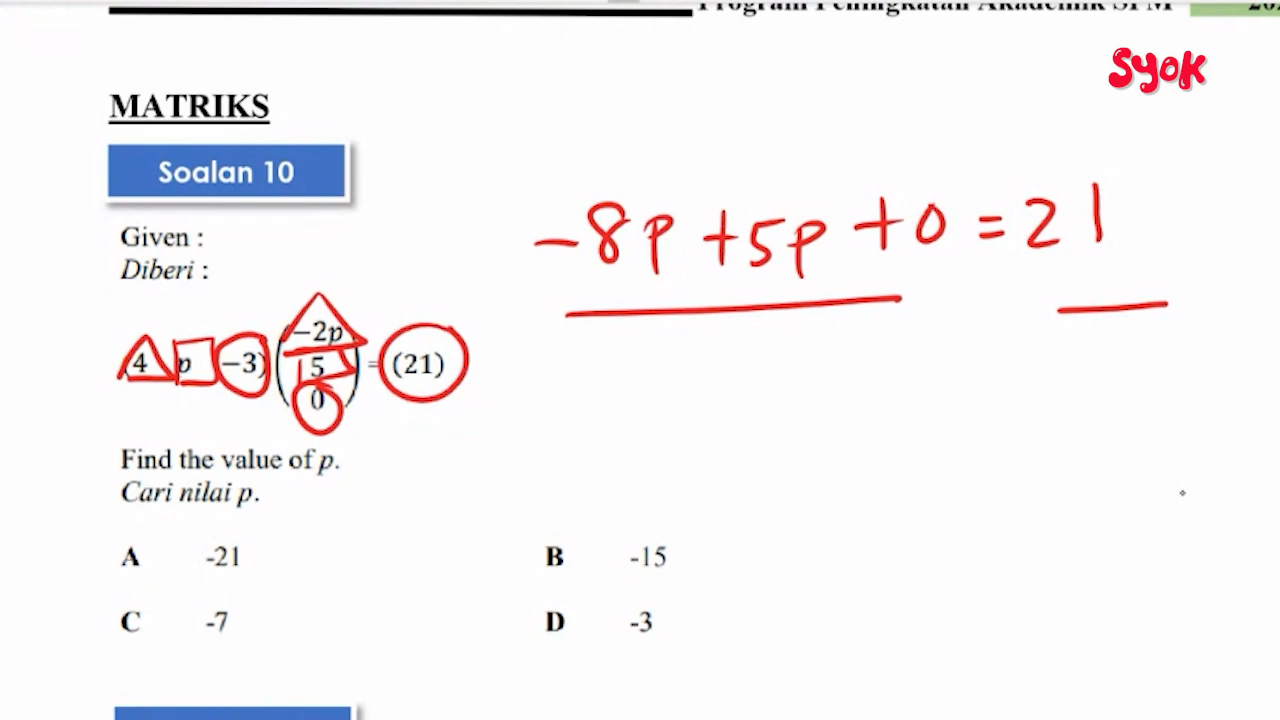 Program Peningkatan Akademik SPM
Syok
MATRIKS
Soalan 10
Given :
Diberi :
-8p +5p +0 = 21
(4 p −3) (−2p 5 0) = (21)
Find the value of p.
Cari nilai p.
A -21 B -15
C -7 D -3